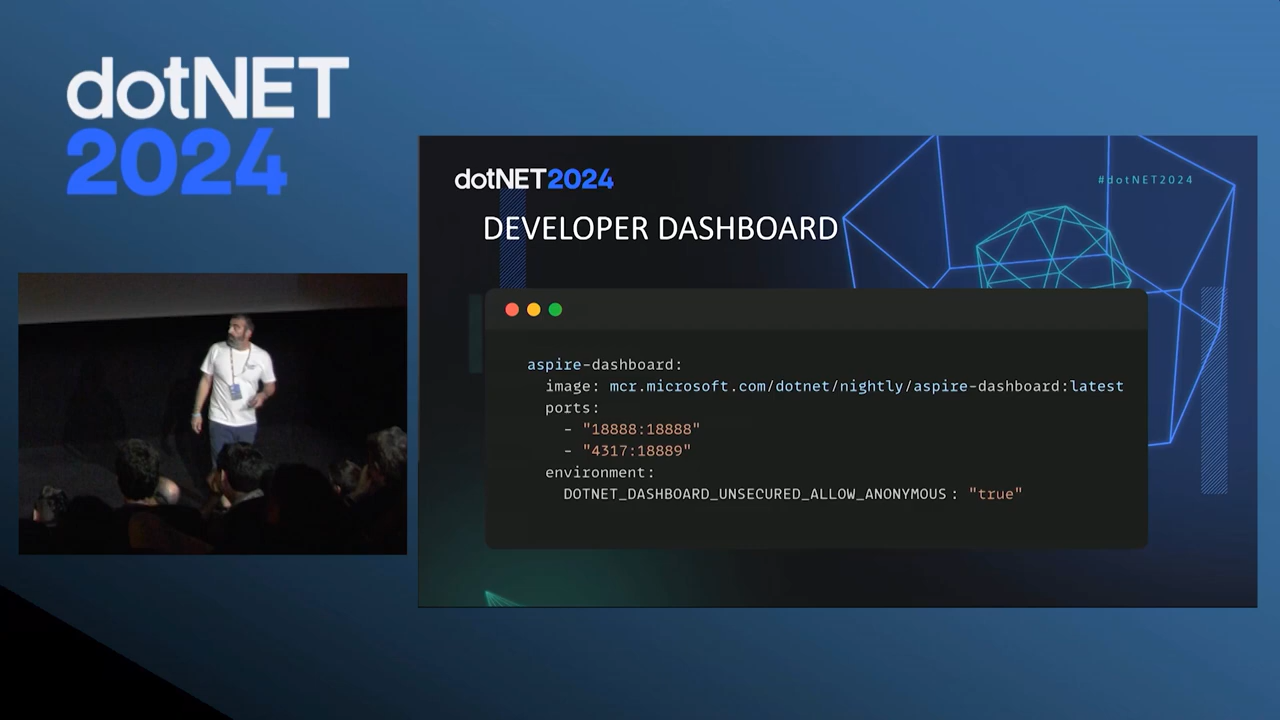 dotNET
2024
dotNET2024
#dotNET2024
DEVELOPER DASHBOARD
aspire-dashboard:
image: mcr.microsoft.com/dotnet/nightly/aspire-dashboard:latest
ports:
- "18888:18888"
- "4317:18889"
environment:
DOTNET_DASHBOARD_UNSECURED_ALLOW_ANONYMOUS: "true"